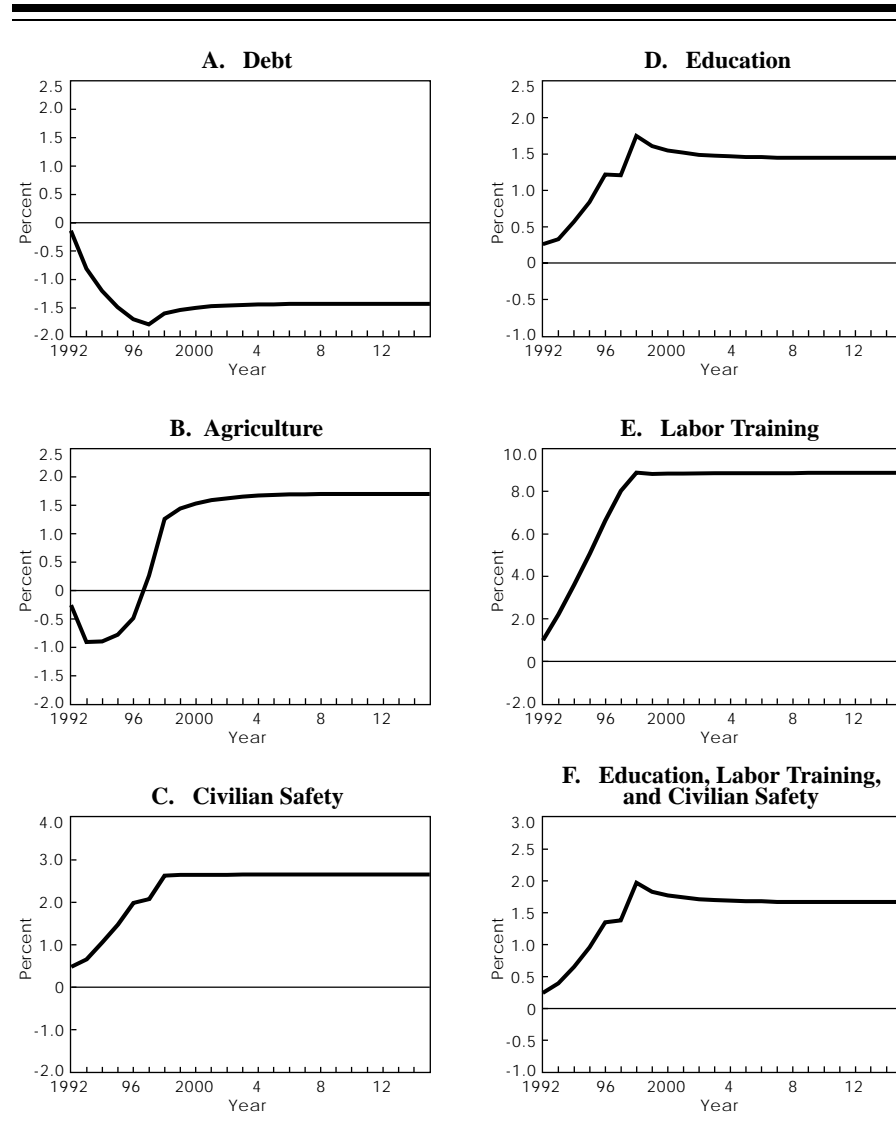 A. Debt
2.5
2.0
1.5
1.0
0.5
0
-0.5
-1.0
-1.5
-2.0
Percent
1992 96 2000 4 8 12
Year
B. Agriculture
2.5
2.0
1.5
1.0
0.5
0
-0.5
-1.0
-1.5
-2.0
Percent
1992 96 2000 4 8 12
Year
C. Civilian Safety
4.0
3.0
2.0
1.0
0
-1.0
-2.0
Percent
1992 96 2000 4 8 12
Year
D. Education
2.5
2.0
1.5
1.0
0.5
0
-0.5
-1.0
Percent
1992 96 2000 4 8 12
Year
E. Labor Training
10.0
8.0
6.0
4.0
2.0
0
-2.0
Percent
1992 96 2000 4 8 12
Year
F. Education, Labor Training,
and Civilian Safety
3.0
2.5
2.0
1.5
1.0
0.5
0
-0.5
-1.0
Percent
1992 96 2000 4 8 12
Year